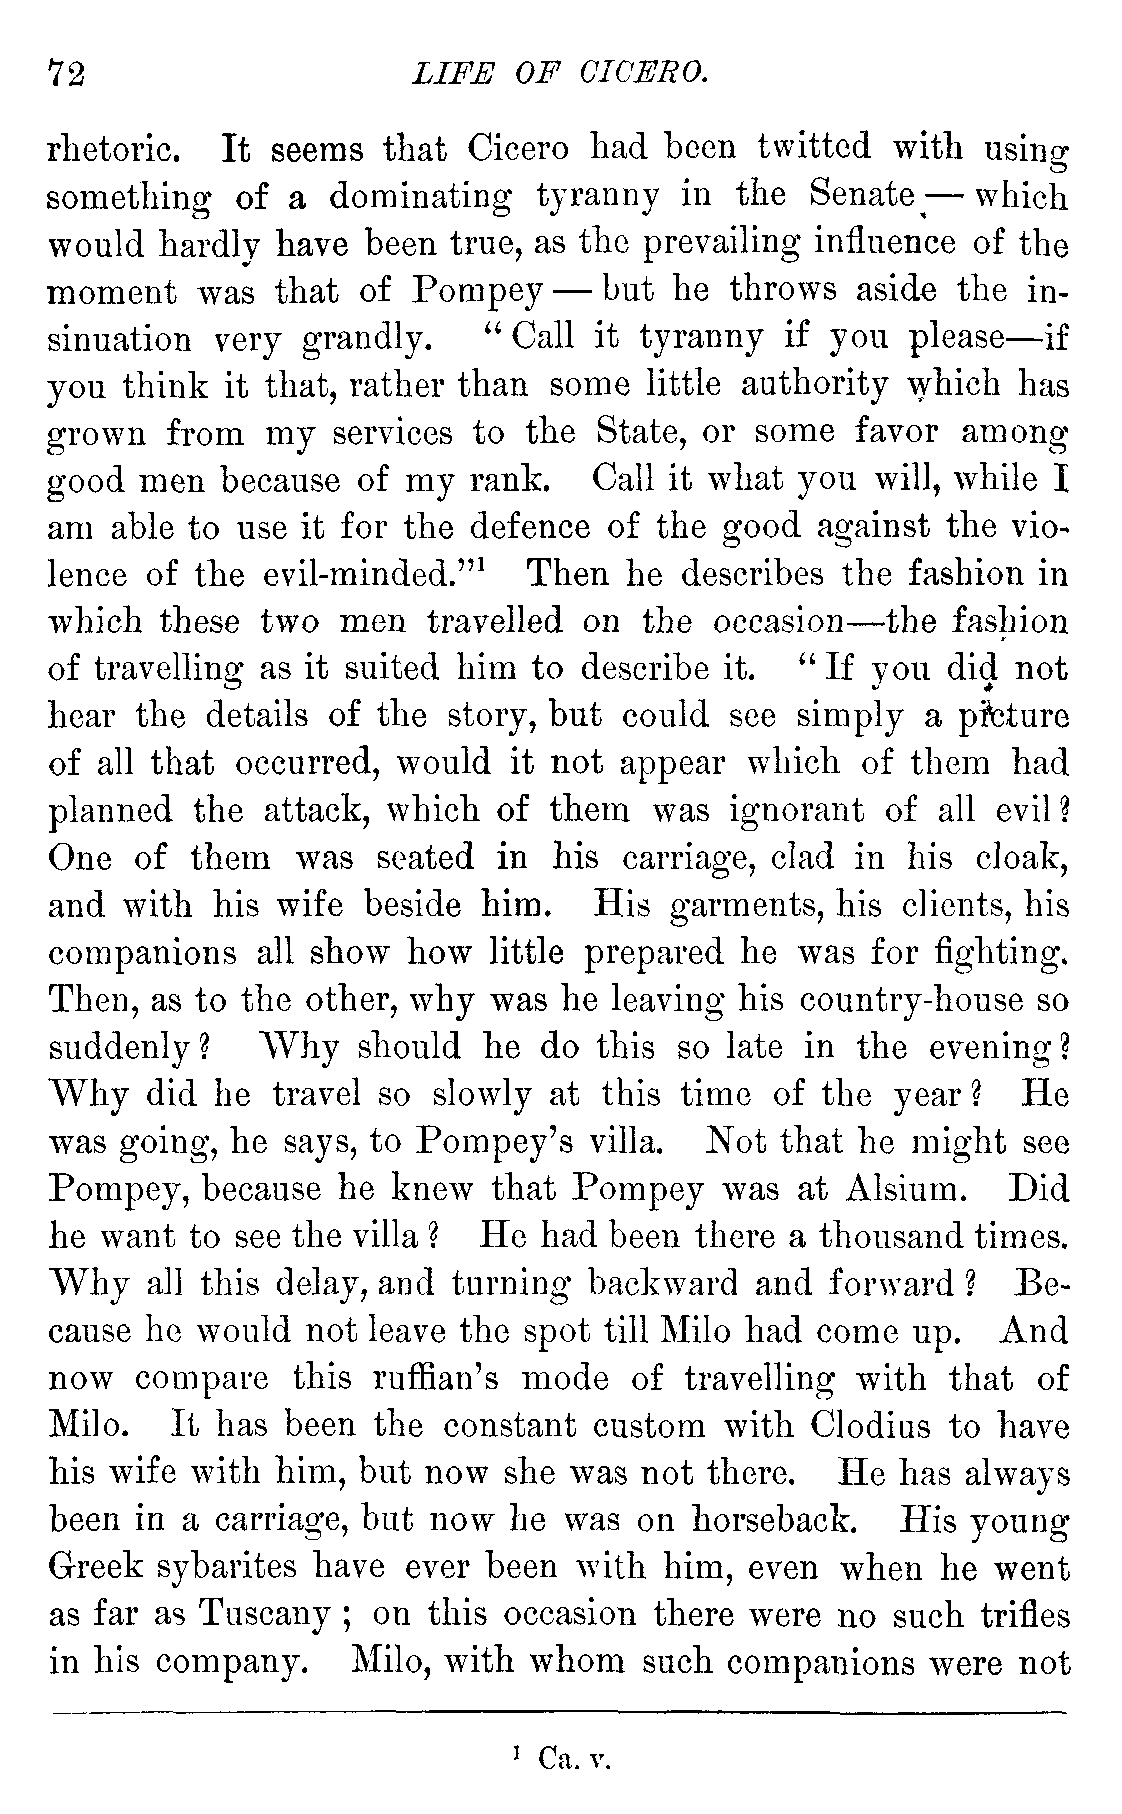 72 LIFE OF CICERO.
rhetoric. It seems that Cicero had been twitted with using
something of a dominating tyranny in the Senate — which
would hardly have been true, as the prevailing influence of the
moment was that of Pompey — but he throws aside the in-
sinuation very grandly. "Call it tyranny if you please—if
you think it that, rather than some little authority which has
grown from my services to the State, or some favor among
good men because of my rank. Call it what you will, while I
am able to use it for the defence of the good against the vio-
lence of the evil-minded."¹ Then he describes the fashion in
which these two men travelled on the occasion—the fashion
of travelling as it suited him to describe it. "If you did not
hear the details of the story, but could see simply a picture
of all that occurred, would it not appear which of them had
planned the attack, which of them was ignorant of all evil?
One of them was seated in his carriage, clad in his cloak,
and with his wife beside him. His garments, his clients, his
companions all show how little prepared he was for fighting.
Then, as to the other, why was he leaving his country-house so
suddenly? Why should he do this so late in the evening?
Why did he travel so slowly at this time of the year? He
was going, he says, to Pompey's villa. Not that he might see
Pompey, because he knew that Pompey was at Alsium. Did
he want to see the villa? He had been there a thousand times.
Why all this delay, and turning backward and forward? Be-
cause he would not leave the spot till Milo had come up. And
now compare this ruffian's mode of travelling with that of
Milo. It has been the constant custom with Clodius to have
his wife with him, but now she was not there. He has always
been in a carriage, but now he was on horseback. His young
Greek sybarites have ever been with him, even when he went
as far as Tuscany; on this occasion there were no such trifles
in his company. Milo, with whom such companions were not
¹ Ca. v.